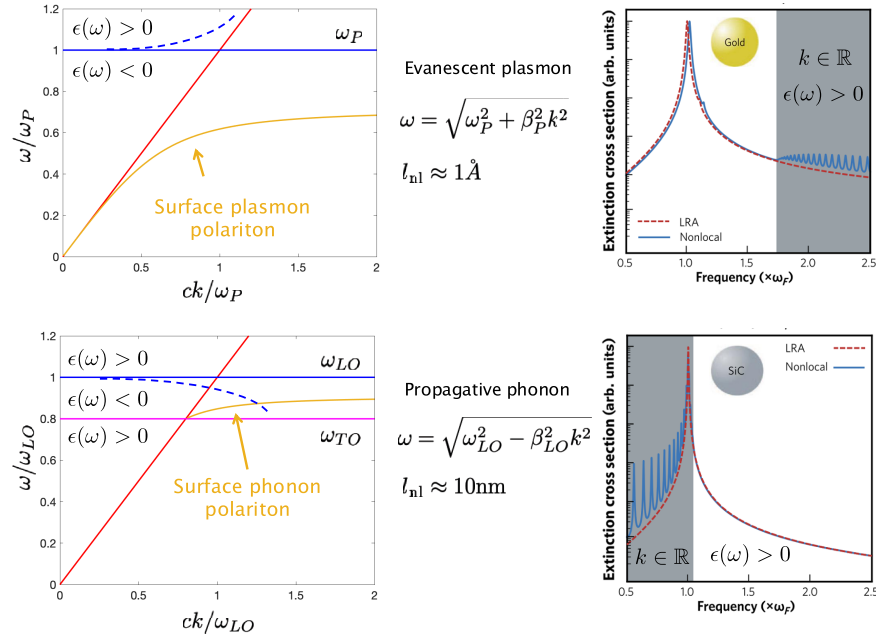 1.2
ϵ(ω) > 0
ω_P
1
ϵ(ω) < 0
0.8
ω/ω_P
0.6
0.4
Surface plasmon
polariton
0.2
0
0 0.5 1 1.5 2
ck/ω_P
Evanescent plasmon
ω = √(ω_P^2 + β_P^2 k^2)
l_nl ≈ 1Å
Extinction cross section (arb. units)
Gold
k ∈ ℝ
ϵ(ω) > 0
LRA
Nonlocal
0.5 1.0 1.5 2.0 2.5
Frequency (×ω_F)
1.2
ϵ(ω) > 0
ω_LO
1
ϵ(ω) < 0
0.8
ϵ(ω) > 0
ω_TO
ω/ω_LO
0.6
0.4
Surface phonon
polariton
0.2
0
0 0.5 1 1.5 2
ck/ω_LO
Propagative phonon
ω = √(ω_LO^2 − β_LO^2 k^2)
l_nl ≈ 10nm
Extinction cross section (arb. units)
SiC
LRA
Nonlocal
k ∈ ℝ
ϵ(ω) > 0
0.5 1.0 1.5 2.0 2.5
Frequency (×ω_F)